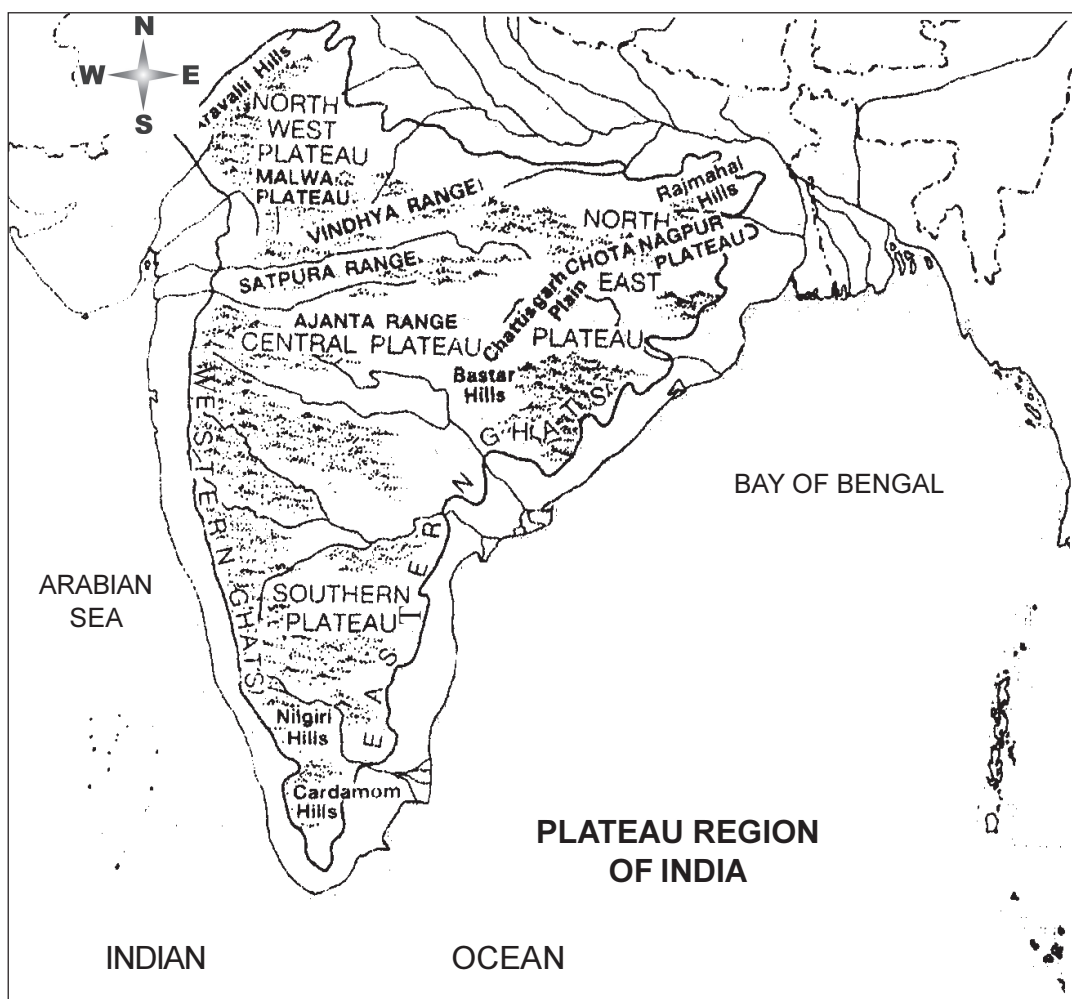 N
W E
S
Aravalli Hills
NORTH
WEST
PLATEAU
MALWA
PLATEAU
VINDHYA RANGE
SATPURA RANGE
AJANTA RANGE
CENTRAL PLATEAU
Rajmahal
Hills
NORTH
CHOTA NAGPUR
PLATEAU
EAST
Chattisgarh
Plain
PLATEAU
Bastar
Hills
WESTERN GHATS
EASTERN GHATS
BAY OF BENGAL
ARABIAN
SEA
SOUTHERN
PLATEAU
Nilgiri
Hills
Cardamom
Hills
PLATEAU REGION
OF INDIA
INDIAN OCEAN